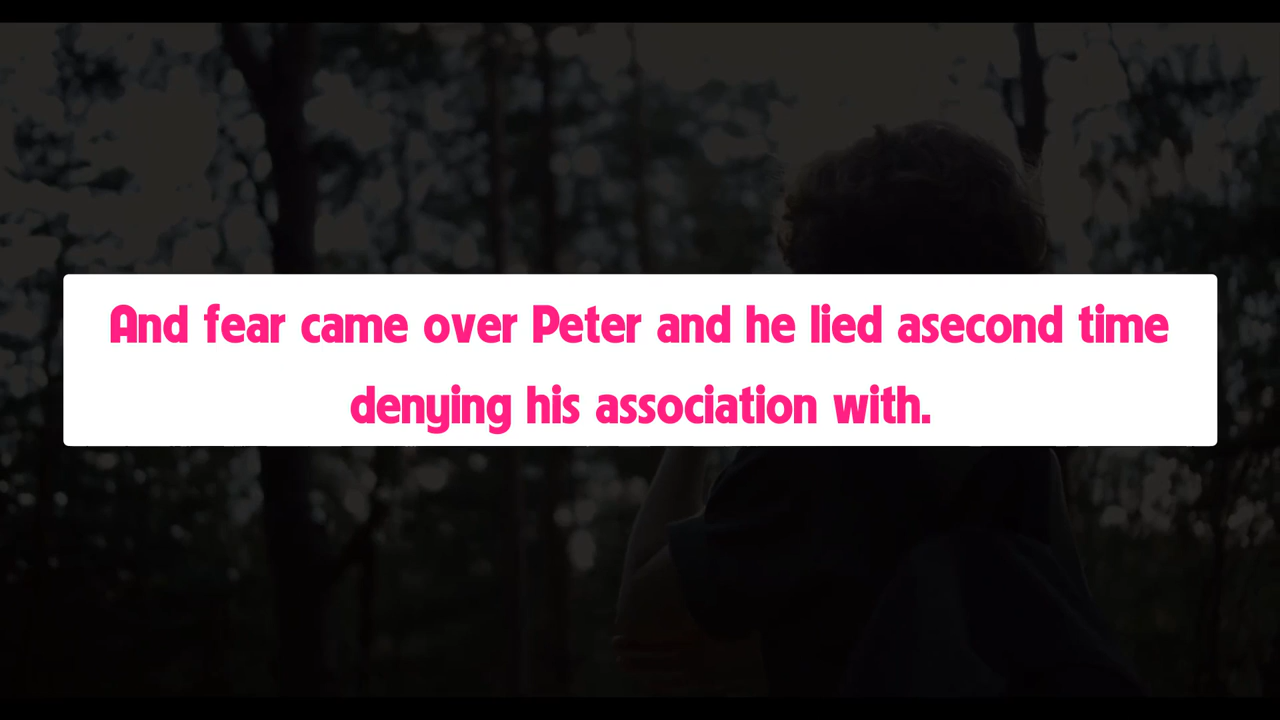 And fear came over Peter and he lied asecond time
denying his association with.